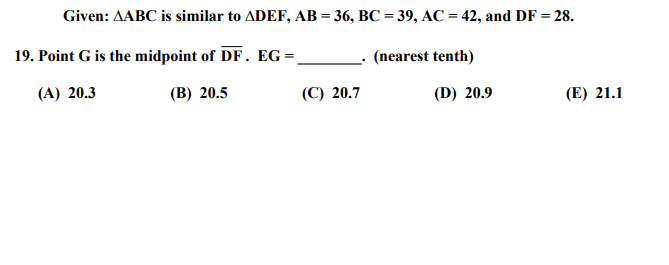 Given: ΔABC is similar to ΔDEF, AB = 36, BC = 39, AC = 42, and DF = 28.
19. Point G is the midpoint of D̅F̅. EG = ________. (nearest tenth)
(A) 20.3 (B) 20.5 (C) 20.7 (D) 20.9 (E) 21.1